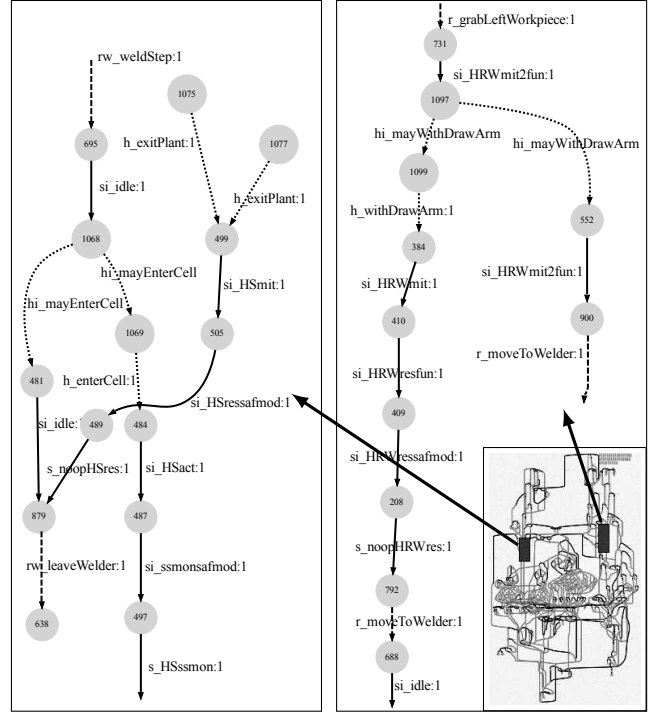 rw_weldStep:1
1075
695
h_exitPlant:1
1077
si_idle:1
h_exitPlant:1
1068
499
hi_mayEnterCell
si_HSmit:1
hi_mayEnterCell
1069
505
481
h_enterCell:1
si_HSressafmod:1
si_idle:
489
484
s_noopHSres:1
si_HSact:1
879
487
rw_leaveWelder:1
si_ssmonsafmod:1
638
497
s_HSssmon:1
r_grabLeftWorkpiece:1
731
si_HRWmit2fun:1
1097
hi_mayWithDrawArm
hi_mayWithDrawArm
1099
h_withDrawArm:1
552
384
si_HRWmit2fun:1
si_HRWmit:1
410
900
r_moveToWelder:1
si_HRWresfun:1
409
si_HRWressafmod:1
208
s_noopHRWres:1
792
r_moveToWelder:1
688
si_idle:1